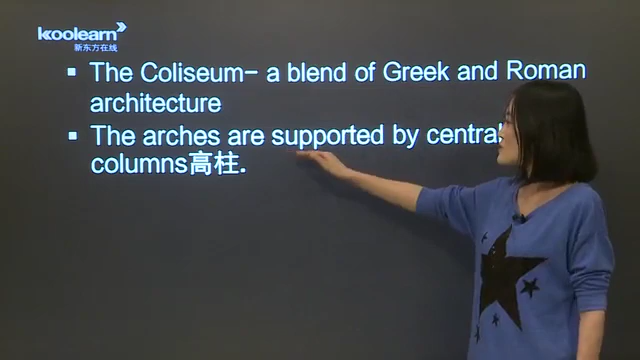 koolearn
新东方在线
The Coliseum- a blend of Greek and Roman
architecture
The arches are supported by central
columns高柱.